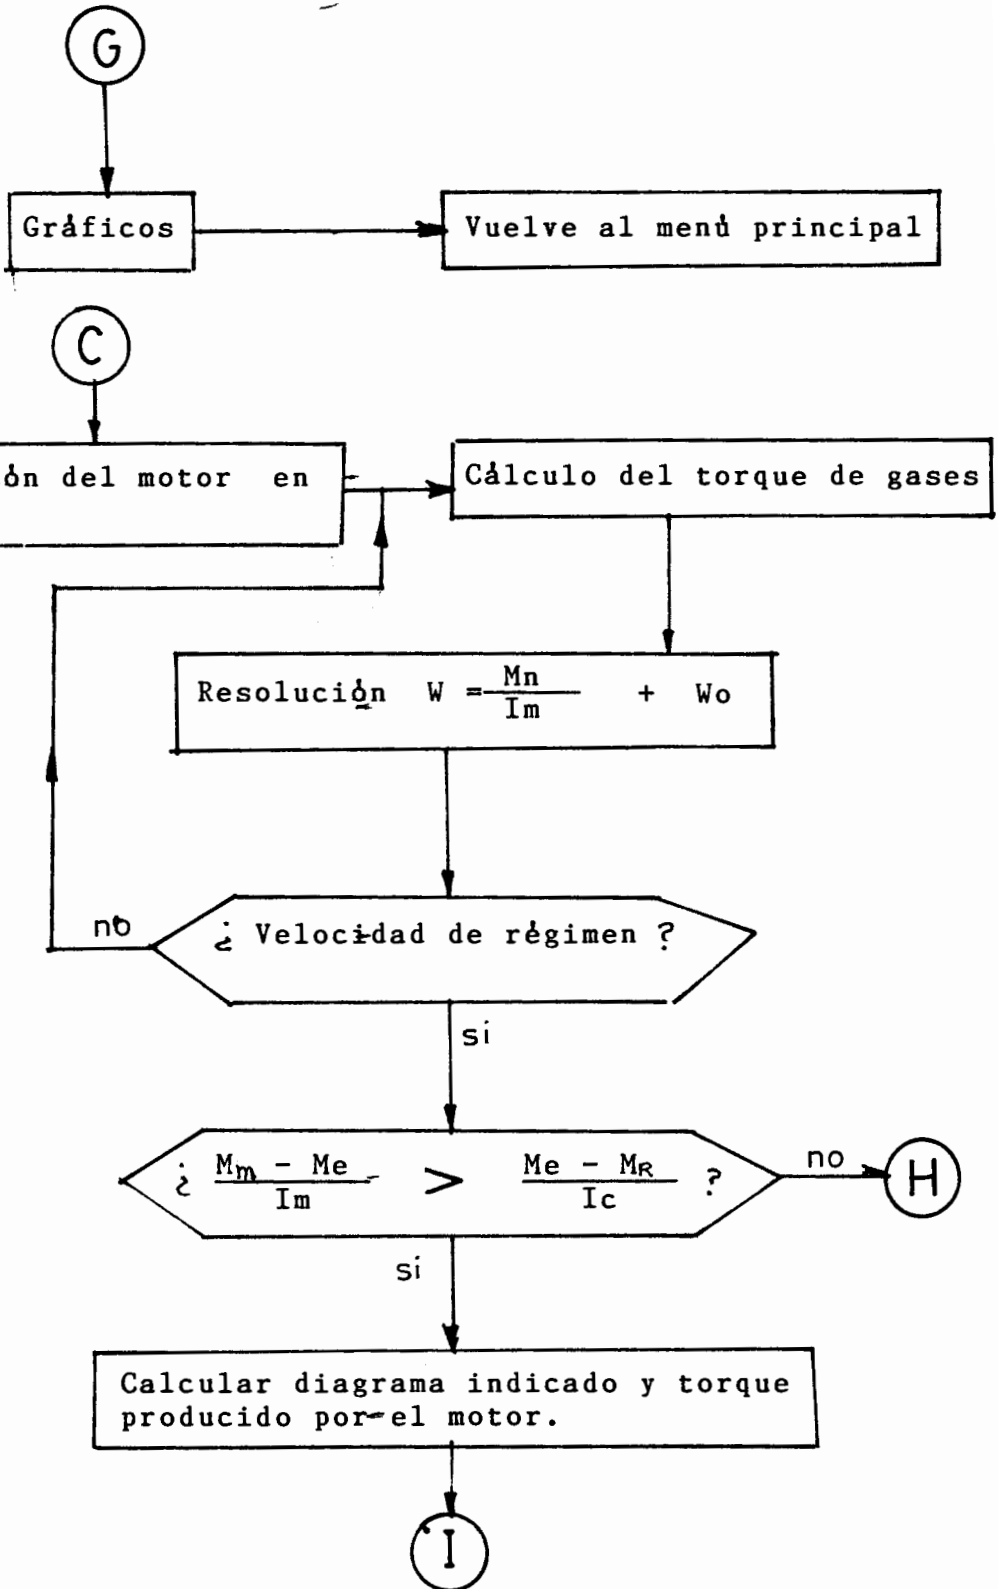 G
Gráficos
Vuelve al menú principal
C
ón del motor en
Cálculo del torque de gases
Resolución W = Mn / Im + Wo
no
¿ Velocidad de régimen ?
si
¿ Mm - Me / Im > Me - MR / Ic ?
no
H
si
Calcular diagrama indicado y torque
producido por el motor.
I